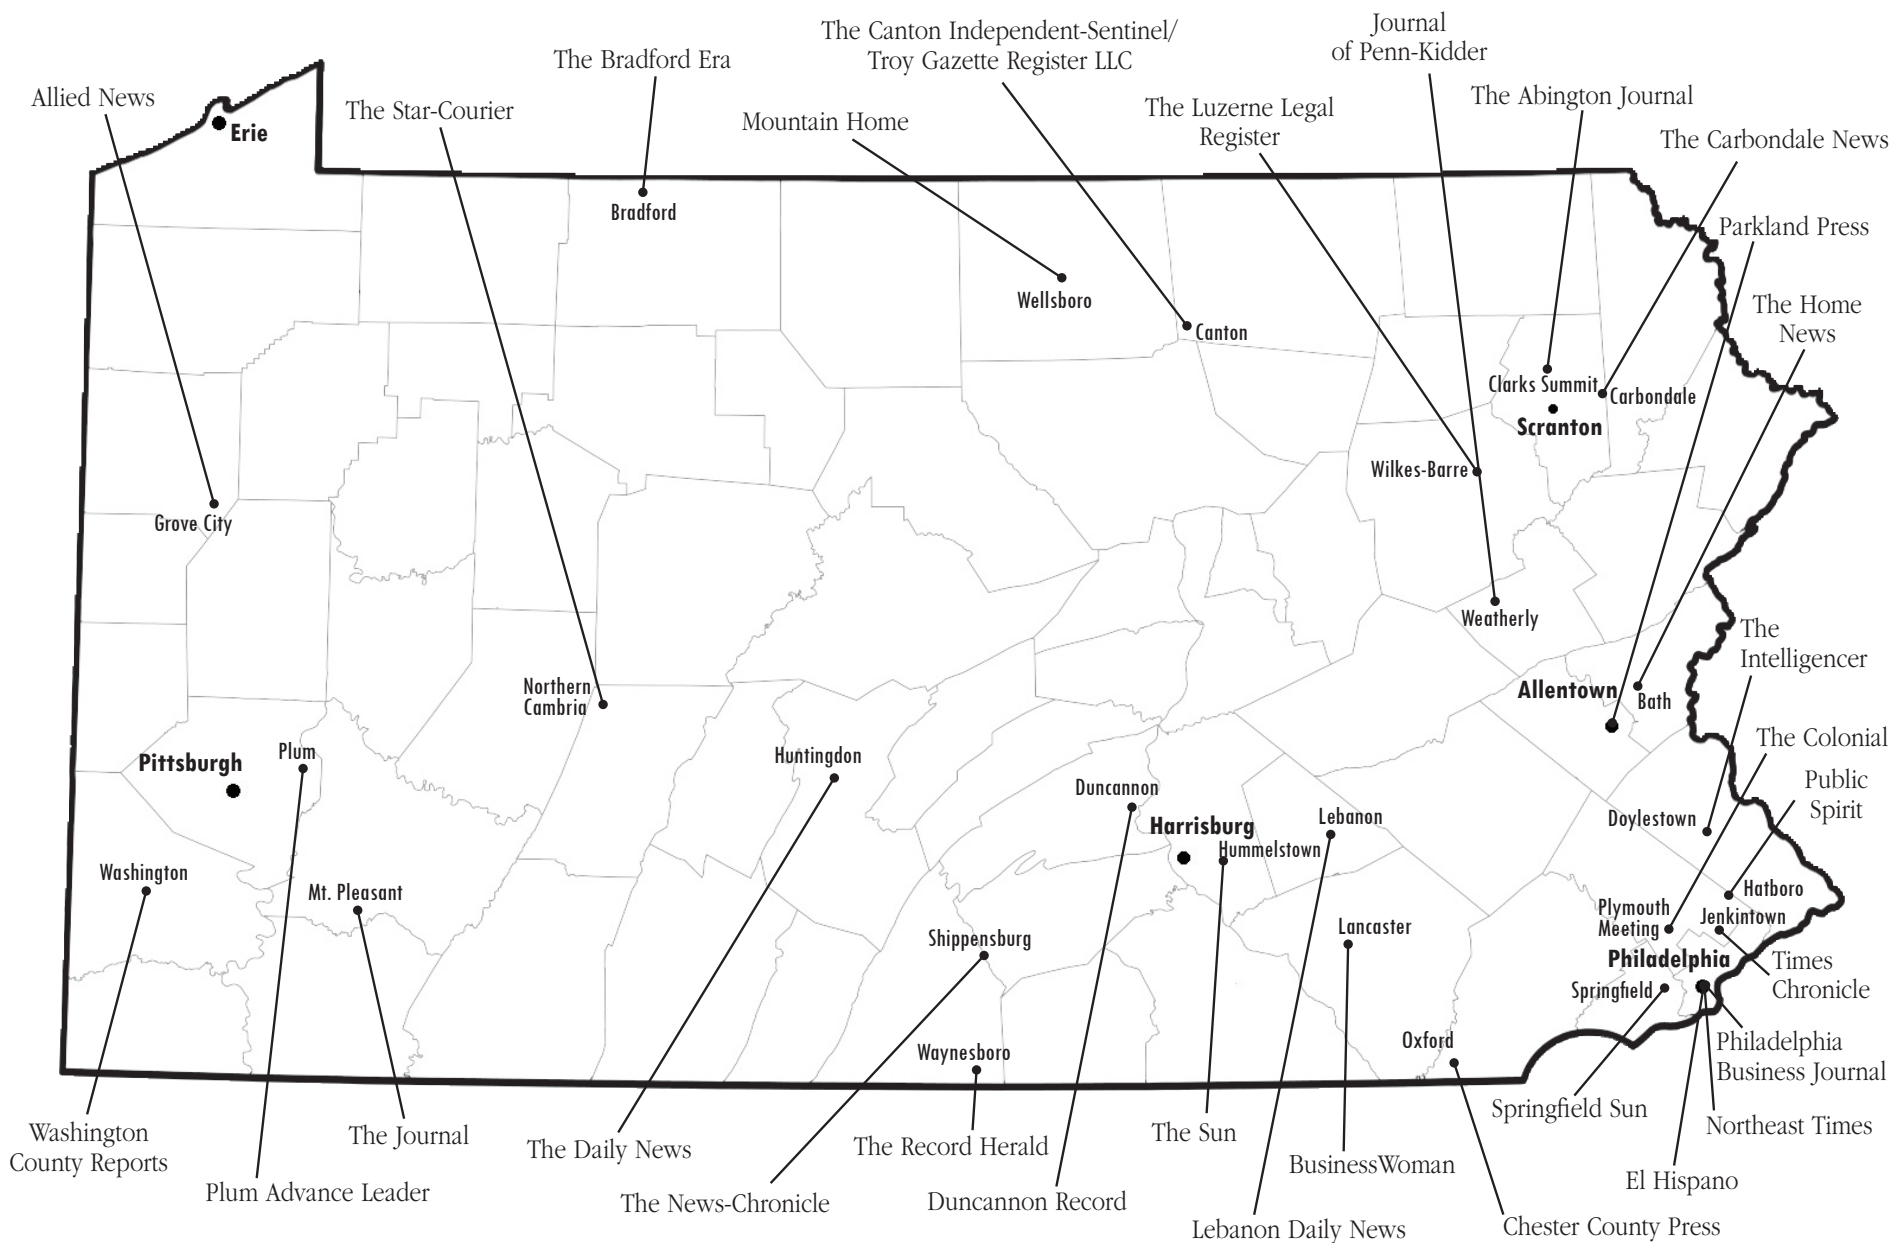 The Canton Independent-Sentinel/
Troy Gazette Register LLC
Journal
of Penn-Kidder
The Bradford Era
Allied News
The Star-Courier
Mountain Home
The Luzerne Legal
Register
The Abington Journal
The Carbondale News
Parkland Press
The Home
News
Erie
Bradford
Wellsboro
Canton
Clarks Summit
Carbondale
Scranton
Wilkes-Barre
Grove City
Weatherly
The
Intelligencer
Northern
Cambria
Allentown
Bath
The Colonial
Public
Spirit
Pittsburgh
Plum
Huntingdon
Duncannon
Harrisburg
Hummelstown
Lebanon
Doylestown
Washington
Mt. Pleasant
Hatboro
Plymouth
Meeting
Jenkintown
Lancaster
Shippensburg
Philadelphia
Times
Chronicle
Springfield
Oxford
Waynesboro
Philadelphia
Business Journal
Springfield Sun
Northeast Times
Washington
County Reports
The Journal
The Daily News
The Record Herald
The Sun
BusinessWoman
El Hispano
Plum Advance Leader
The News-Chronicle
Duncannon Record
Lebanon Daily News
Chester County Press